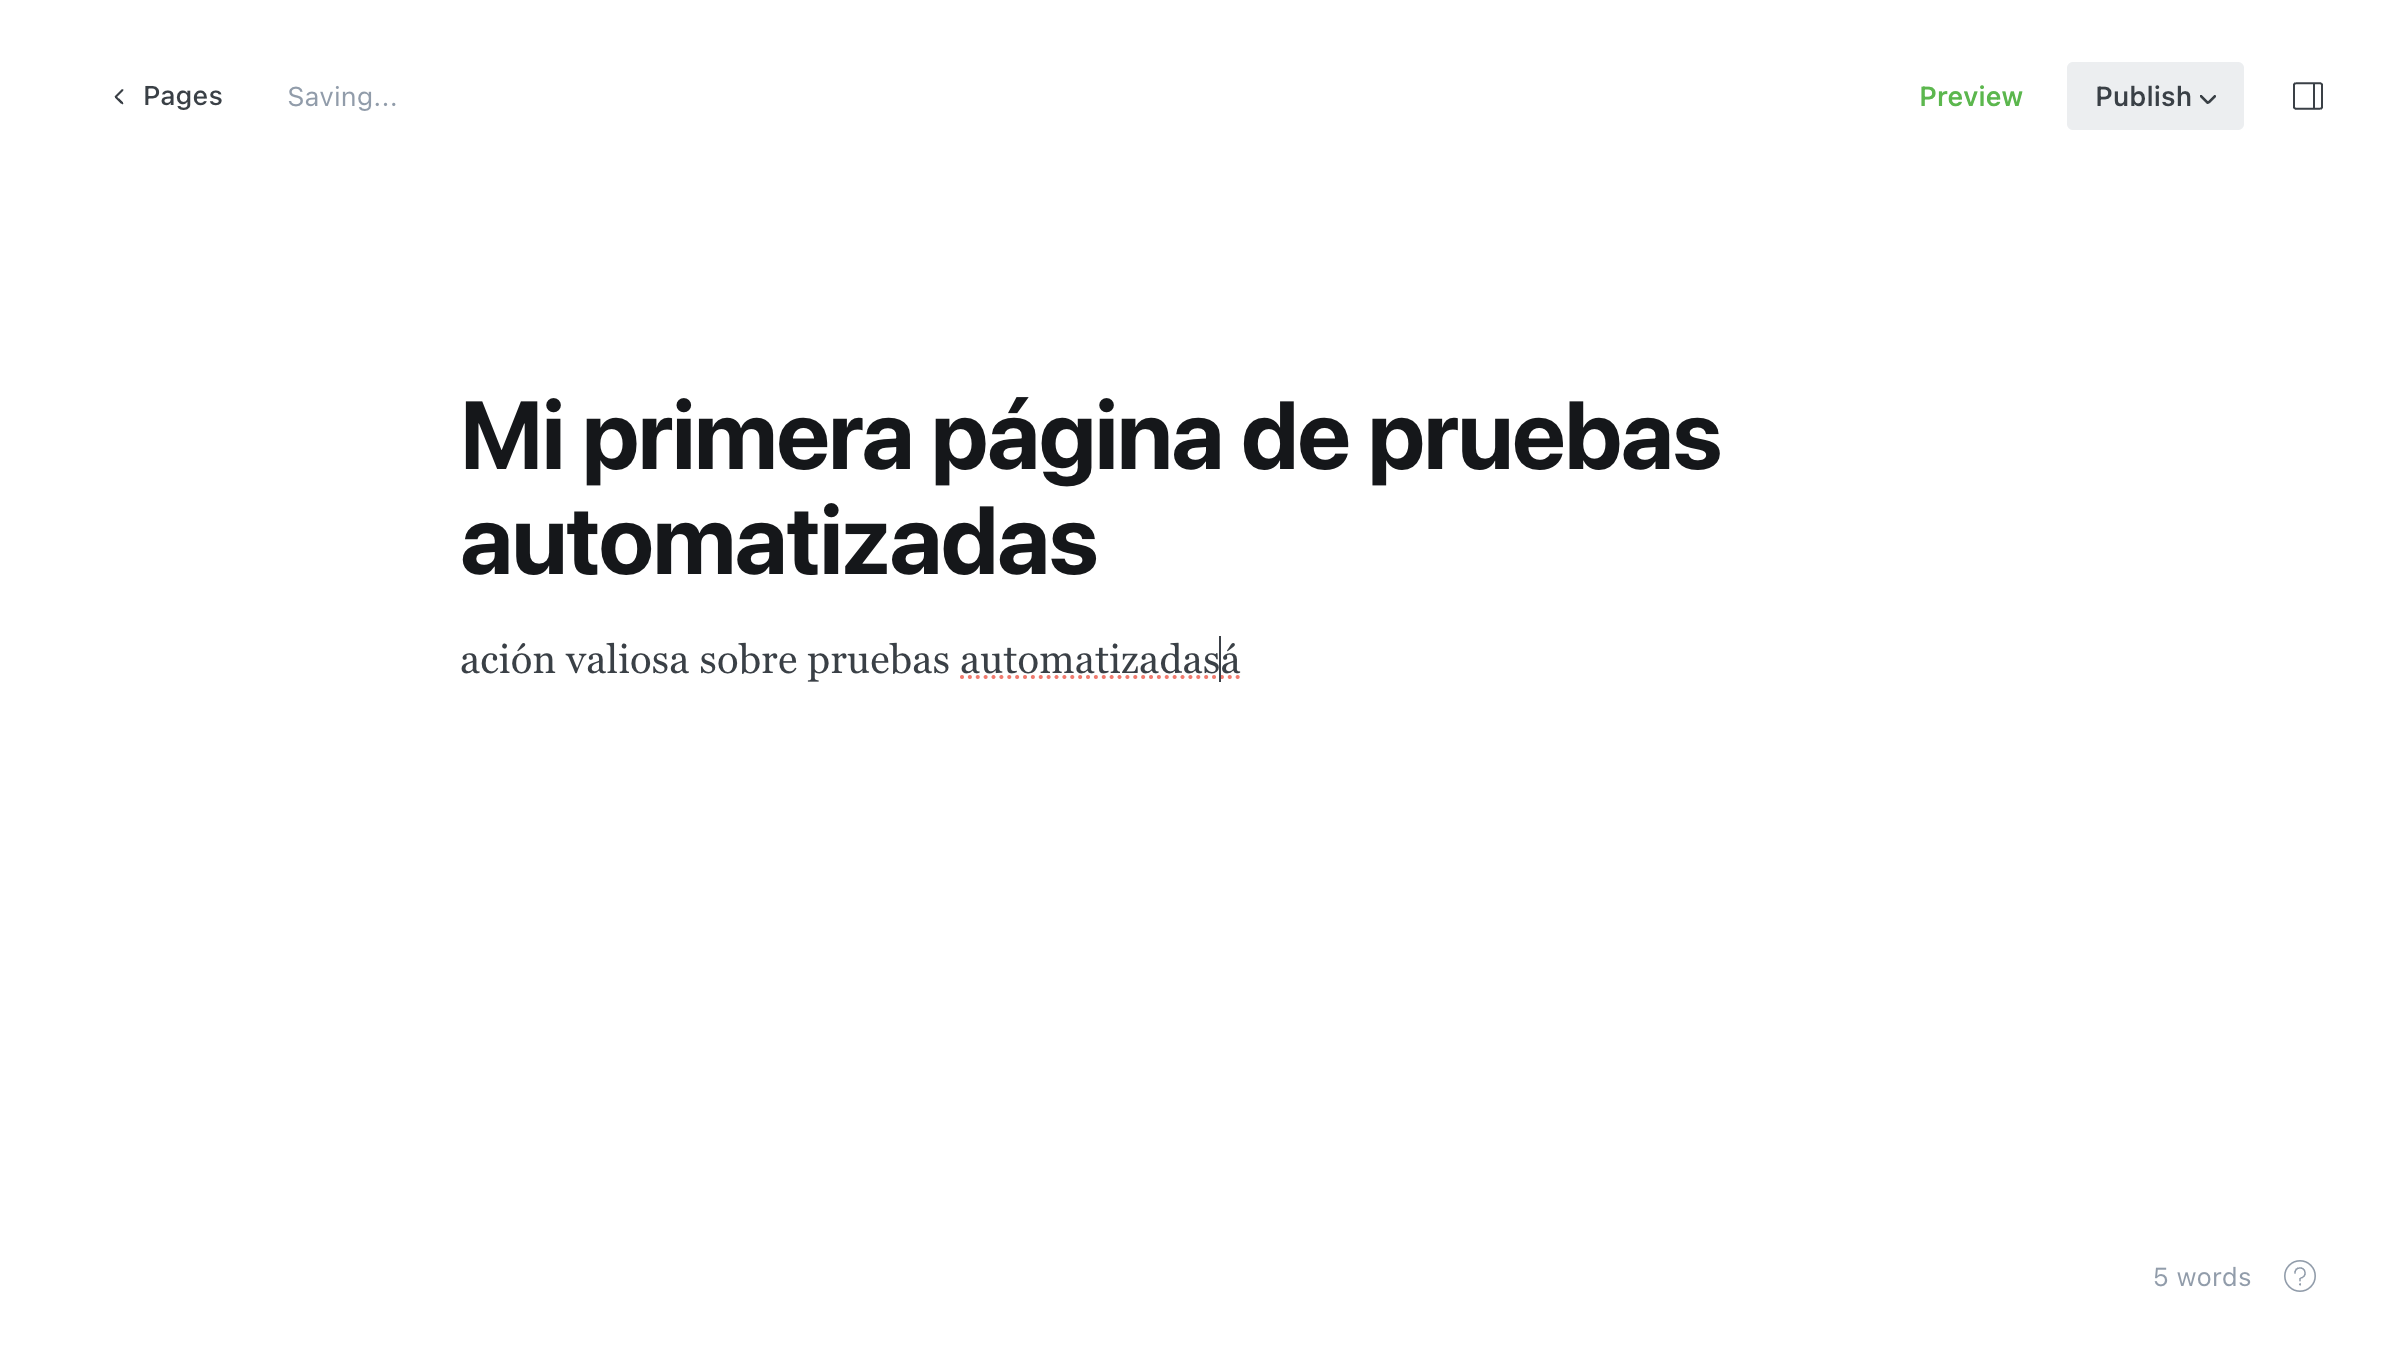 Pages
Saving...
Preview
Publish
Mi primera página de pruebas
automatizadas
ación valiosa sobre pruebas automatizadasá
5 words
?